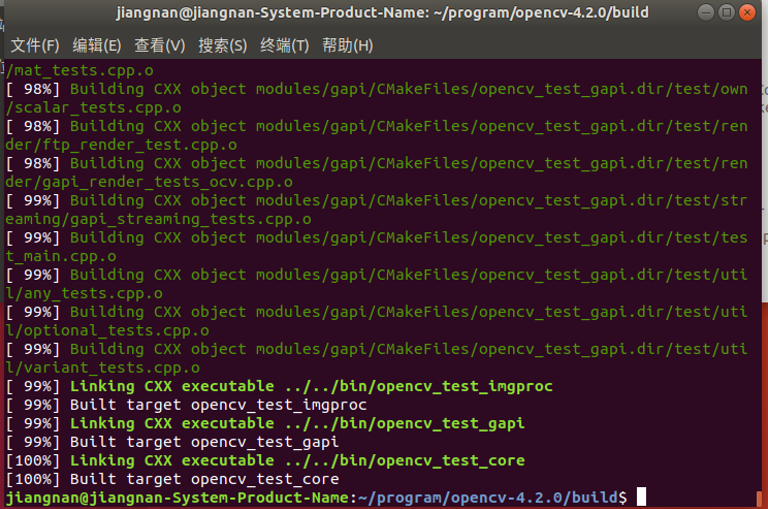 jiangnan@jiangnan-System-Product-Name: ~/program/opencv-4.2.0/build
文件(F) 编辑(E) 查看(V) 搜索(S) 终端(T) 帮助(H)
/mat_tests.cpp.o
[ 98%] Building CXX object modules/gapi/CMakeFiles/opencv_test_gapi.dir/test/own
/scalar_tests.cpp.o
[ 98%] Building CXX object modules/gapi/CMakeFiles/opencv_test_gapi.dir/test/ren
der/ftp_render_test.cpp.o
[ 98%] Building CXX object modules/gapi/CMakeFiles/opencv_test_gapi.dir/test/ren
der/gapi_render_tests_ocv.cpp.o
[ 99%] Building CXX object modules/gapi/CMakeFiles/opencv_test_gapi.dir/test/str
eaming/gapi_streaming_tests.cpp.o
[ 99%] Building CXX object modules/gapi/CMakeFiles/opencv_test_gapi.dir/test/tes
t_main.cpp.o
[ 99%] Building CXX object modules/gapi/CMakeFiles/opencv_test_gapi.dir/test/uti
l/any_tests.cpp.o
[ 99%] Building CXX object modules/gapi/CMakeFiles/opencv_test_gapi.dir/test/uti
l/optional_tests.cpp.o
[ 99%] Building CXX object modules/gapi/CMakeFiles/opencv_test_gapi.dir/test/uti
l/variant_tests.cpp.o
[ 99%] Linking CXX executable ../../bin/opencv_test_imgproc
[ 99%] Built target opencv_test_imgproc
[ 99%] Linking CXX executable ../../bin/opencv_test_gapi
[ 99%] Built target opencv_test_gapi
[100%] Linking CXX executable ../../bin/opencv_test_core
[100%] Built target opencv_test_core
jiangnan@jiangnan-System-Product-Name:~/program/opencv-4.2.0/build$